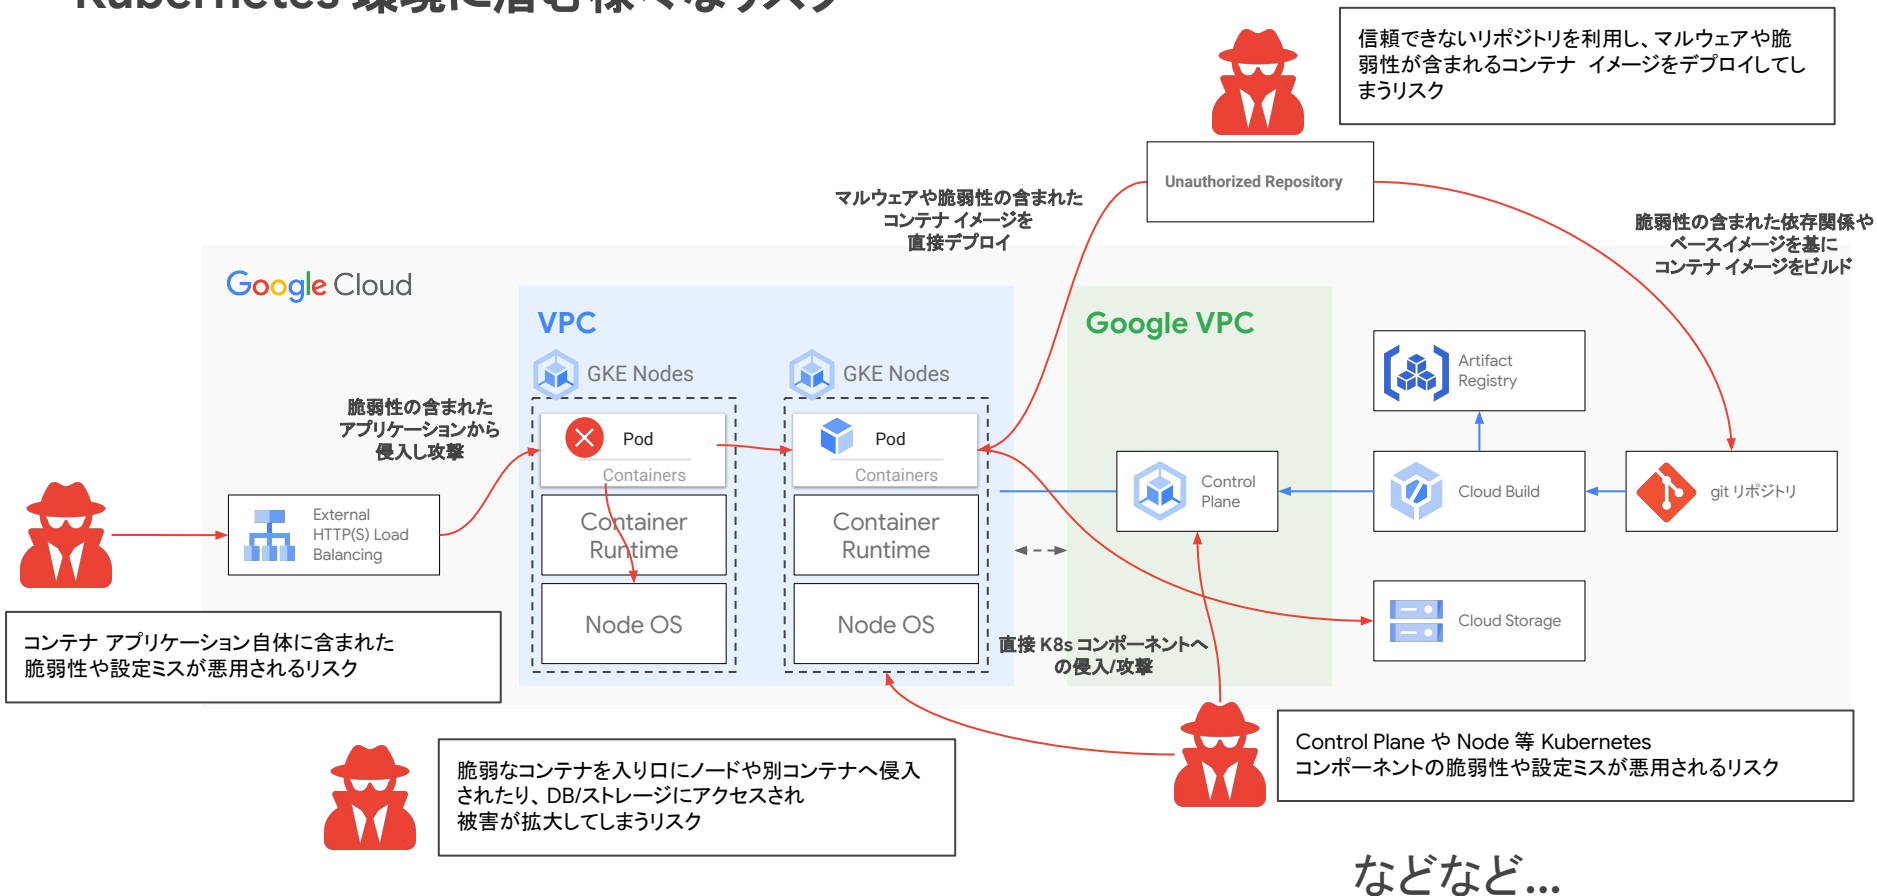 Kubernetes 環境に潜む様々なリスク
信頼できないリポジトリを利用し、マルウェアや脆
弱性が含まれるコンテナ イメージをデプロイしてし
まうリスク
Unauthorized Repository
マルウェアや脆弱性の含まれた
コンテナ イメージを
直接デプロイ
脆弱性の含まれた依存関係や
ベースイメージを基に
コンテナ イメージをビルド
Google Cloud
VPC
Google VPC
GKE Nodes
GKE Nodes
Artifact
Registry
脆弱性の含まれた
アプリケーションから
侵入し攻撃
Pod
Containers
Pod
Containers
Control
Plane
Cloud Build
git リポジトリ
External
HTTP(S) Load
Balancing
Container
Runtime
Container
Runtime
Node OS
Node OS
Cloud Storage
直接 K8s コンポーネントへ
の侵入/攻撃
コンテナ アプリケーション自体に含まれた
脆弱性や設定ミスが悪用されるリスク
脆弱なコンテナを入り口にノードや別コンテナへ侵入
されたり、DB/ストレージにアクセスされ
被害が拡大してしまうリスク
Control Plane や Node 等 Kubernetes
コンポーネントの脆弱性や設定ミスが悪用されるリスク
などなど...